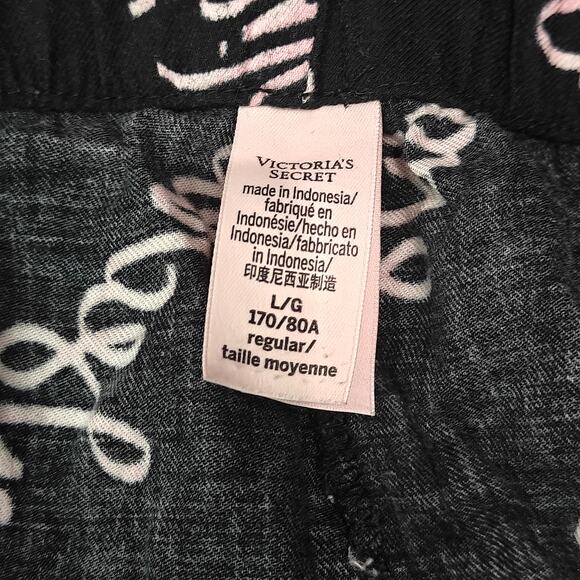 VICTORIA'S
SECRET
made in Indonesia/
fabriqué en
Indonésie/hecho en
Indonesia/fabbricato
in Indonesia/
印度尼西亚制造
L/G
170/80A
regular/
taille moyenne